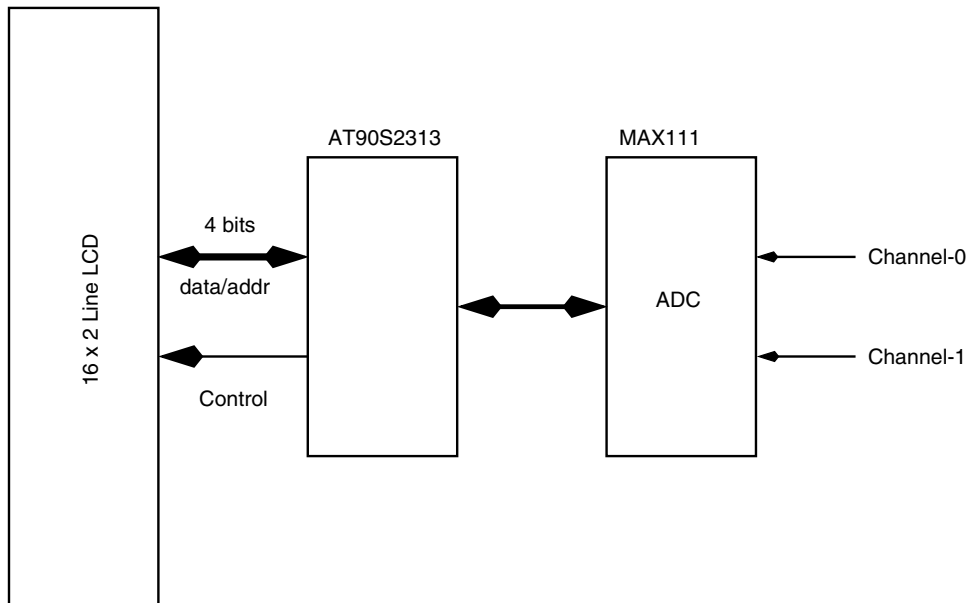 16 x 2 Line LCD
4 bits
data/addr
Control
AT90S2313
MAX111
ADC
Channel-0
Channel-1